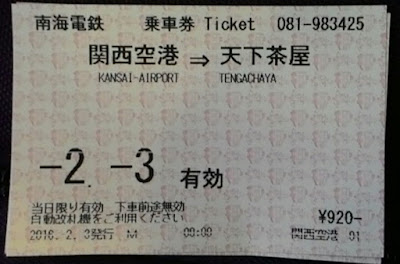 南海電鉄 乗車券 Ticket 081-983425
関西空港 ⇒ 天下茶屋
KANSAI-AIRPORT TENGACHAYA
-2. -3 有効
当日限り有効 下車前途無効
自動改札機をご利用ください ¥920-
2016.2.3発行 M 00:00 関西空港 01